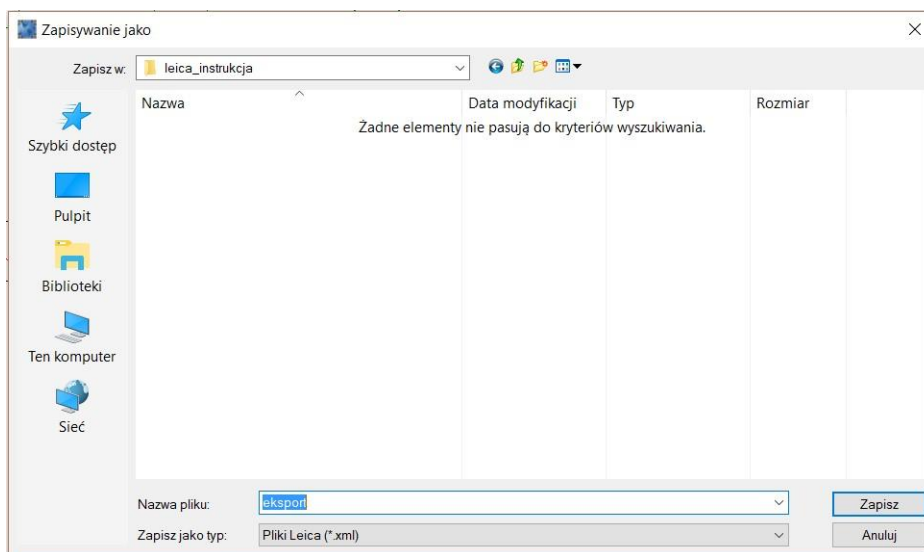 Zapisywanie jako
Zapisz w: leica_instrukcja
Nazwa Data modyfikacji Typ Rozmiar
Żadne elementy nie pasują do kryteriów wyszukiwania.
Szybki dostęp
Pulpit
Biblioteki
Ten komputer
Sieć
Nazwa pliku: eksport
Zapisz
Zapisz jako typ: Pliki Leica (*.xml)
Anuluj